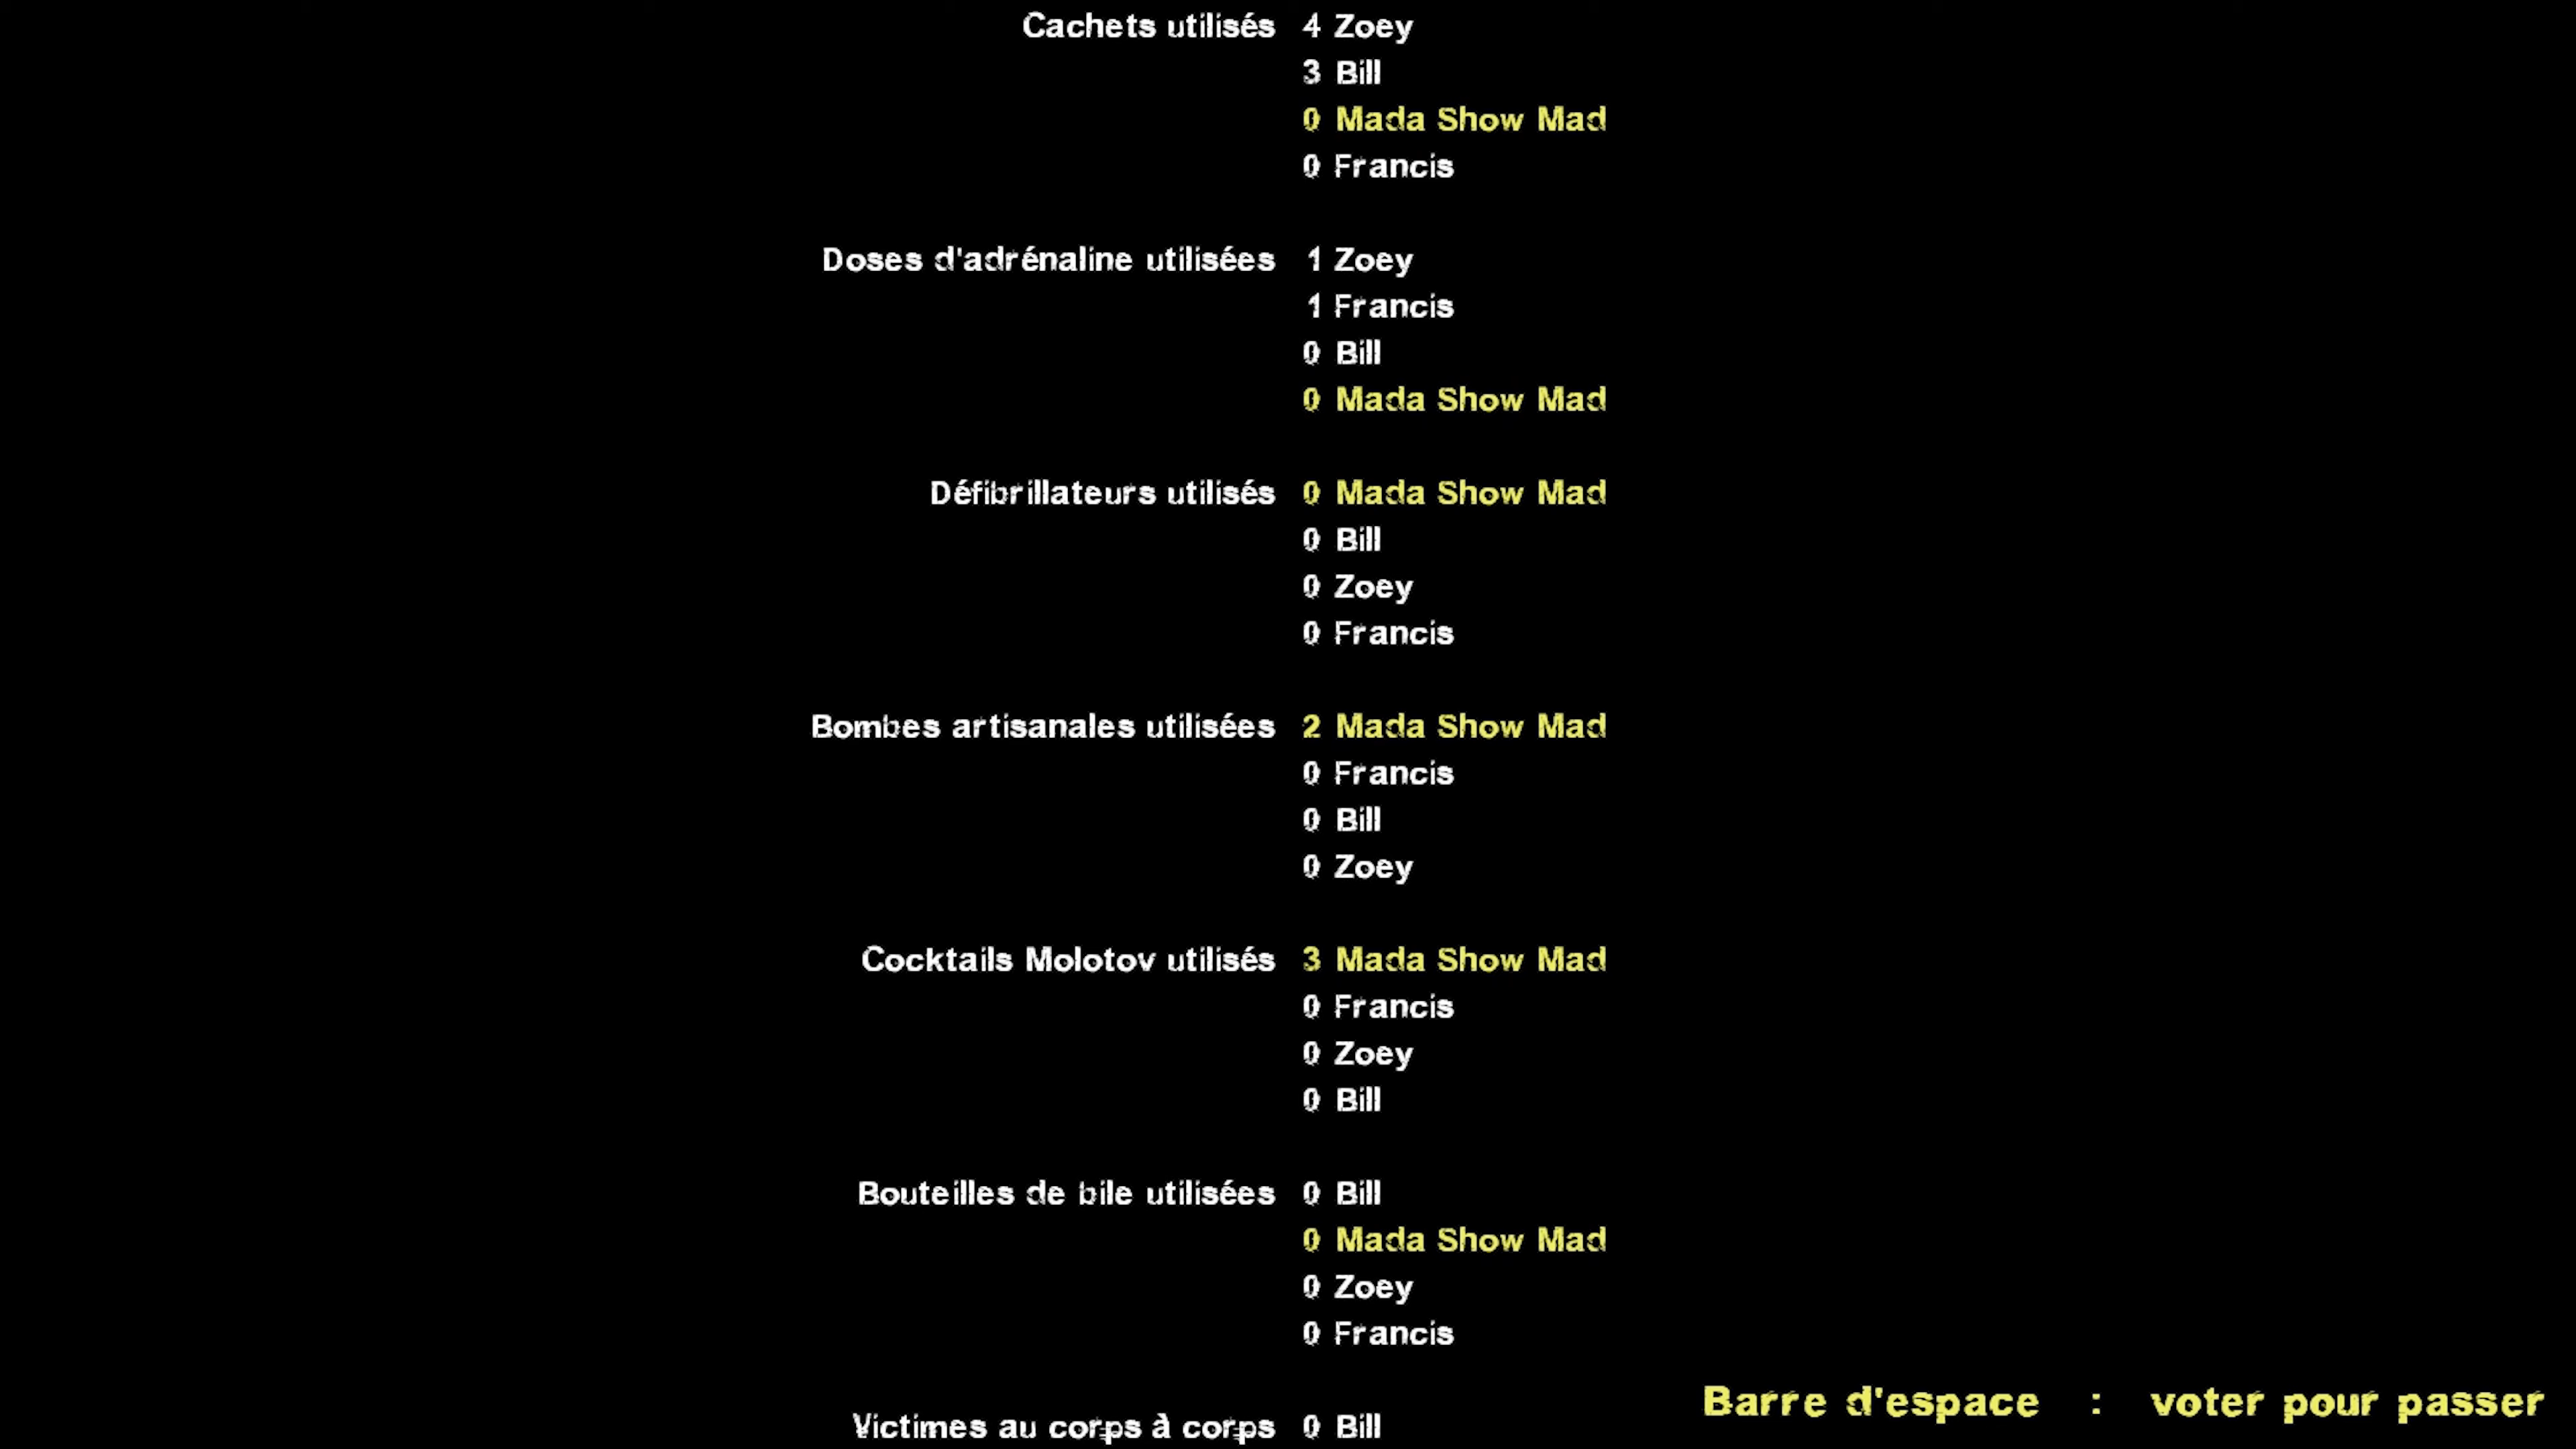 Cachets utilisés 4 Zoey
3 Bill
0 Mada Show Mad
0 Francis
Doses d'adrénaline utilisées 1 Zoey
1 Francis
0 Bill
0 Mada Show Mad
Défibrillateurs utilisés 0 Mada Show Mad
0 Bill
0 Zoey
0 Francis
Bombes artisanales utilisées 2 Mada Show Mad
0 Francis
0 Bill
0 Zoey
Cocktails Molotov utilisés 3 Mada Show Mad
0 Francis
0 Zoey
0 Bill
Bouteilles de bile utilisées 0 Bill
0 Mada Show Mad
0 Zoey
0 Francis
Barre d'espace : voter pour passer
Victimes au corps à corps 0 Bill